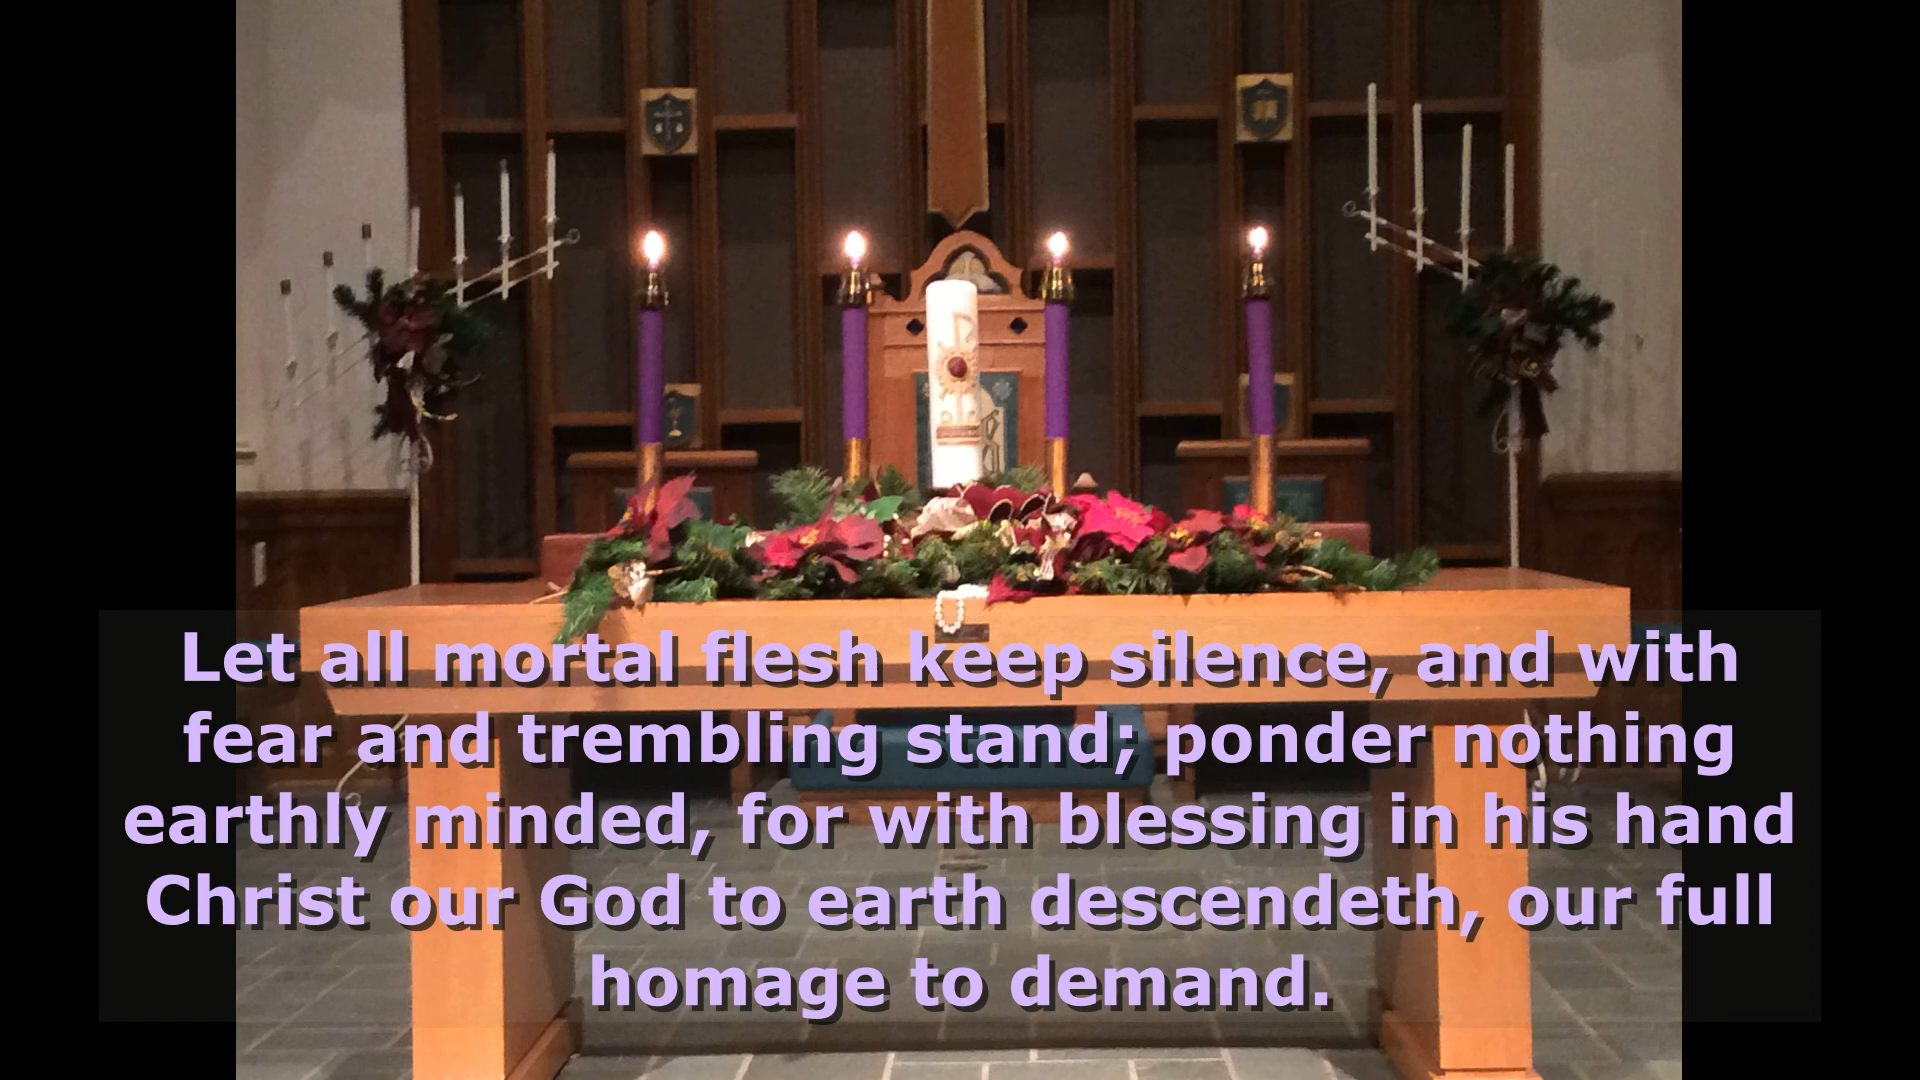 Let all mortal flesh keep silence, and with
fear and trembling stand; ponder nothing
earthly minded, for with blessing in his hand
Christ our God to earth descendeth, our full
homage to demand.